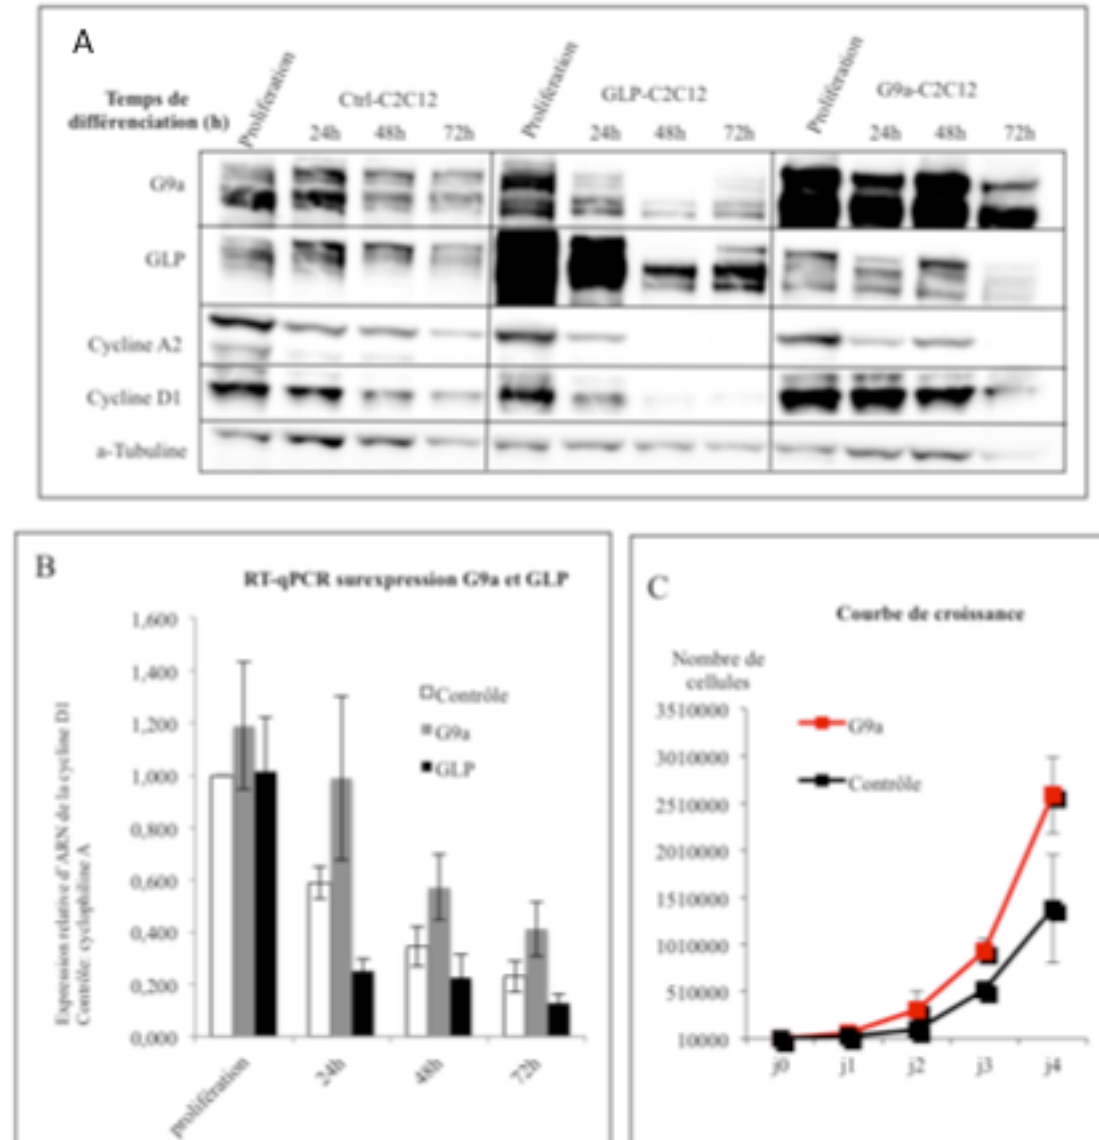 A
Temps de
différenciation (h)
Prolifération
Ctrl-C2C12
24h 48h 72h
Prolifération
GLP-C2C12
24h 48h 72h
Prolifération
G9a-C2C12
24h 48h 72h
G9a
GLP
Cycline A2
Cycline D1
a-Tubuline
B
RT-qPCR surexpression G9a et GLP
Expression relative d'ARN de la cycline D1
Contrôle: cyclophiline A
1,600
1,400
1,200
1,000
0,800
0,600
0,400
0,200
0,000
Contrôle
G9a
GLP
prolifération 24h 48h 72h
C
Courbe de croissance
Nombre de
cellules
3510000
3010000
2510000
2010000
1510000
1010000
510000
10000
G9a
Contrôle
j0 j1 j2 j3 j4